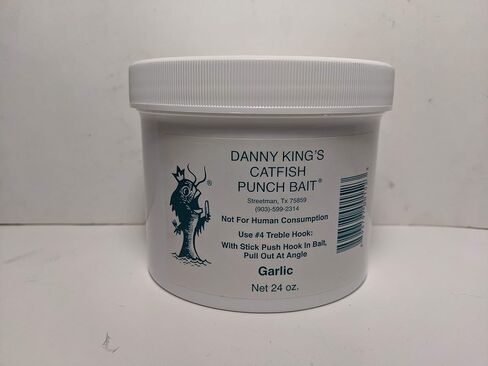 DANNY KING'S
CATFISH
PUNCH BAIT®
Streetman, Tx 75859
(903)-599-2314
Not For Human Consumption
Use #4 Treble Hook:
With Stick Push Hook In Bait,
Pull Out At Angle
Garlic
Net 24 oz.
®